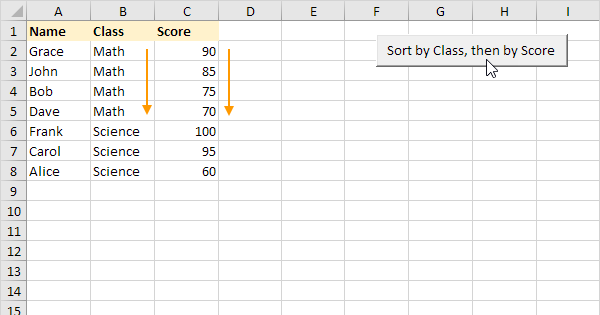 A B C D E F G H I
1 Name Class Score
2 Grace Math 90 Sort by Class, then by Score
3 John Math 85
4 Bob Math 75
5 Dave Math 70
6 Frank Science 100
7 Carol Science 95
8 Alice Science 60
9
10
11
12
13
14
15